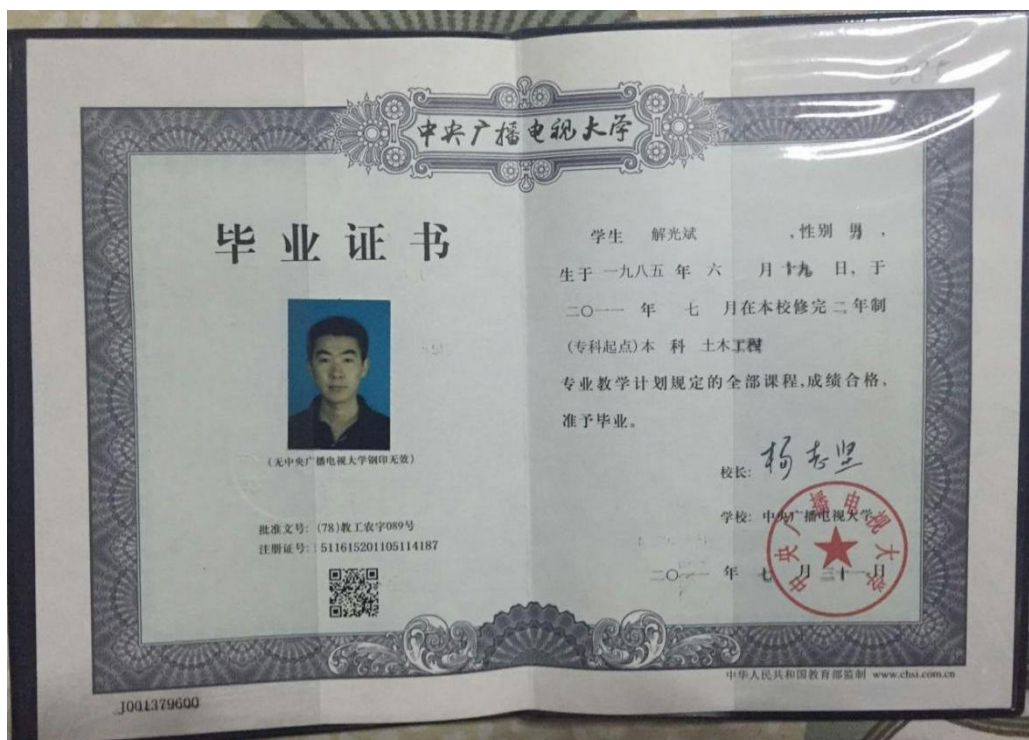 中央广播电视大学
毕业证书
(无中央广播电视大学钢印无效)
批准文号: (78)教工农字089号
注册证号: 511615201105114187
学生 解光斌 ,性别 男 ,
生于 一九八五 年 六 月 十九 日, 于
二〇一一 年 七 月在本校修完 二 年制
(专科起点)本 科 土木工程
专业教学计划规定的全部课程,成绩合格,
准予毕业。
校长: 杨志坚
学校: 中央广播电视大学
中央广播电视大学
二〇一一 年 七 月 三十一 日
中华人民共和国教育部监制 www.chsi.com.cn
J001379600